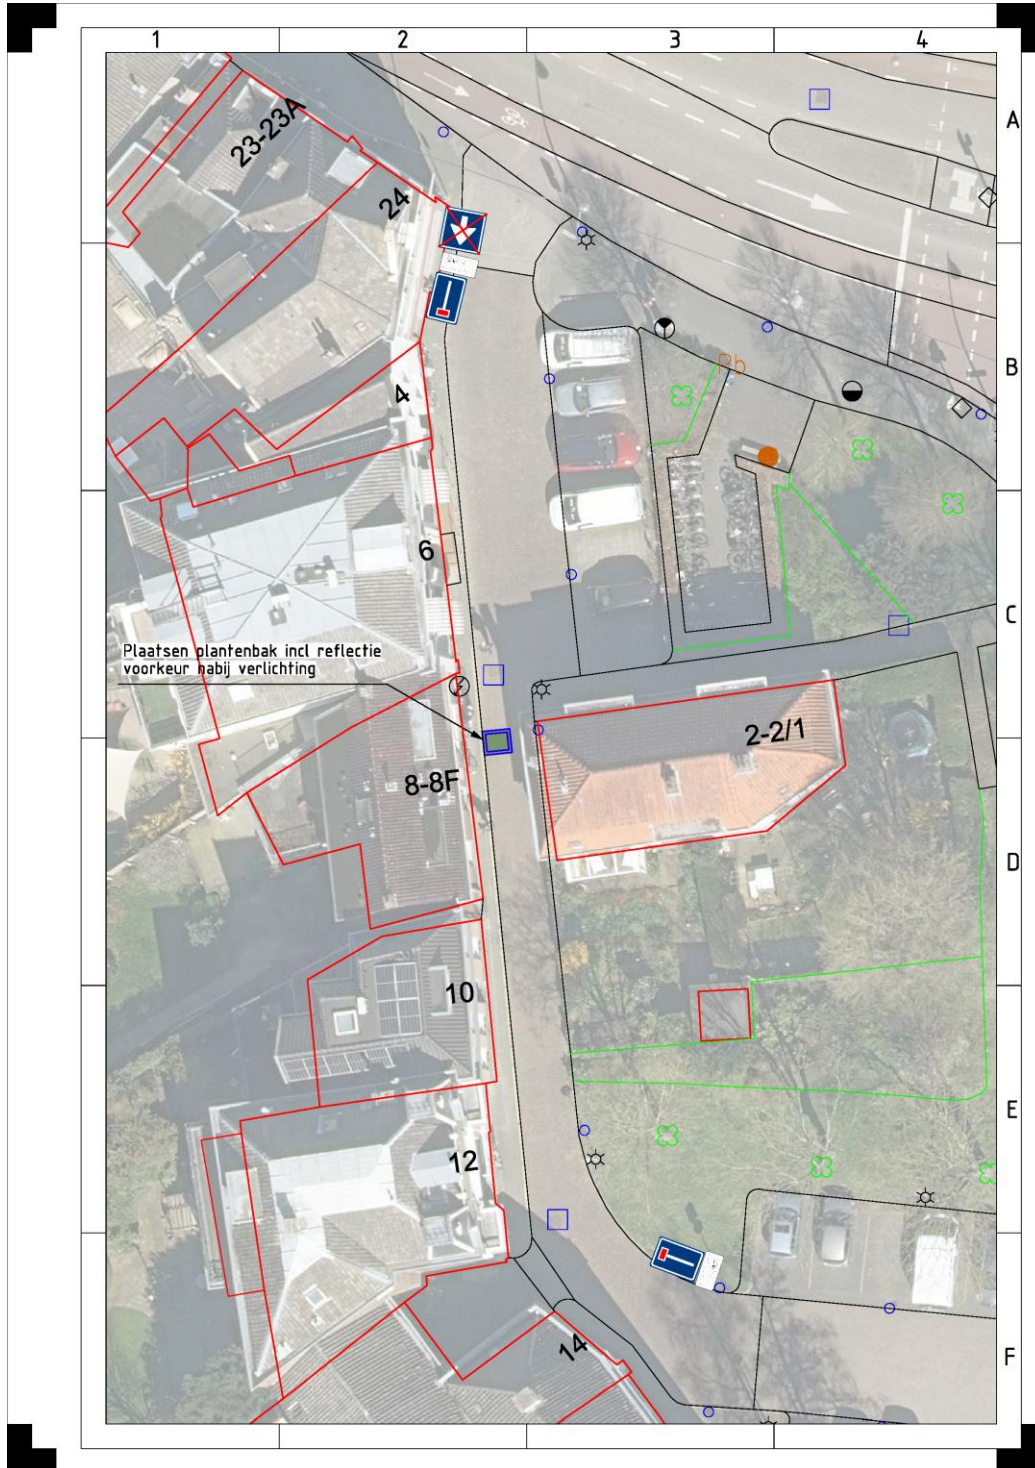 1
2
3
4
A
23-23A
24
B
Pb
4
6
C
Plaatsen plantenbak incl reflectie
voorkeur nabij verlichting
2-2/1
8-8F
D
10
E
12
14
F